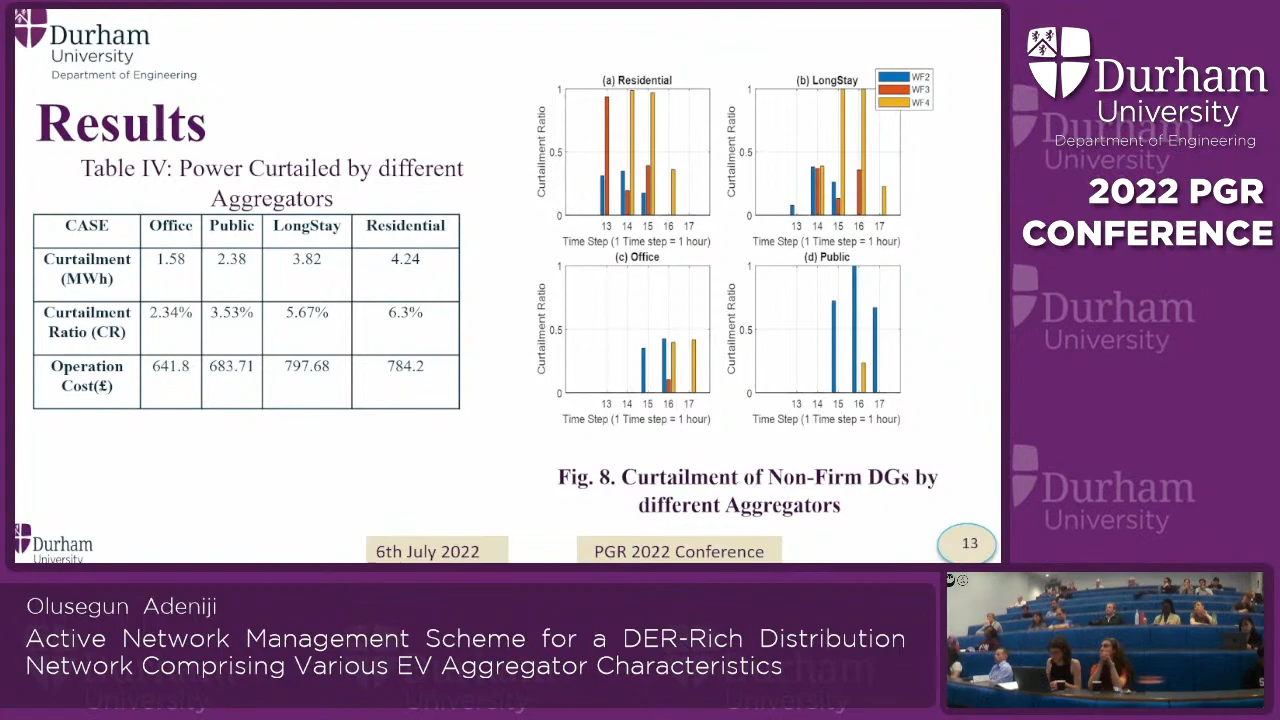 Durham
University
Department of Engineering
Results
Table IV: Power Curtailed by different
Aggregators
CASE Office Public LongStay Residential
Curtailment (MWh) 1.58 2.38 3.82 4.24
Curtailment Ratio (CR) 2.34% 3.53% 5.67% 6.3%
Operation Cost(£) 641.8 683.71 797.68 784.2
(a) Residential
Curtailment Ratio
1
0.5
0
13 14 15 16 17
Time Step (1 Time step = 1 hour)
(b) LongStay
WF2
WF3
WF4
Curtailment Ratio
1
0.5
0
13 14 15 16 17
Time Step (1 Time step = 1 hour)
(c) Office
Curtailment Ratio
1
0.5
0
13 14 15 16 17
Time Step (1 Time step = 1 hour)
(d) Public
Curtailment Ratio
1
0.5
0
13 14 15 16 17
Time Step (1 Time step = 1 hour)
Fig. 8. Curtailment of Non-Firm DGs by
different Aggregators
Durham
University
6th July 2022
PGR 2022 Conference
13
Durham
University
Department of Engineering
2022 PGR
CONFERENCE
Durham
University
Durham
University
Olusegun Adeniji
Active Network Management Scheme for a DER-Rich Distribution
Network Comprising Various EV Aggregator Characteristics